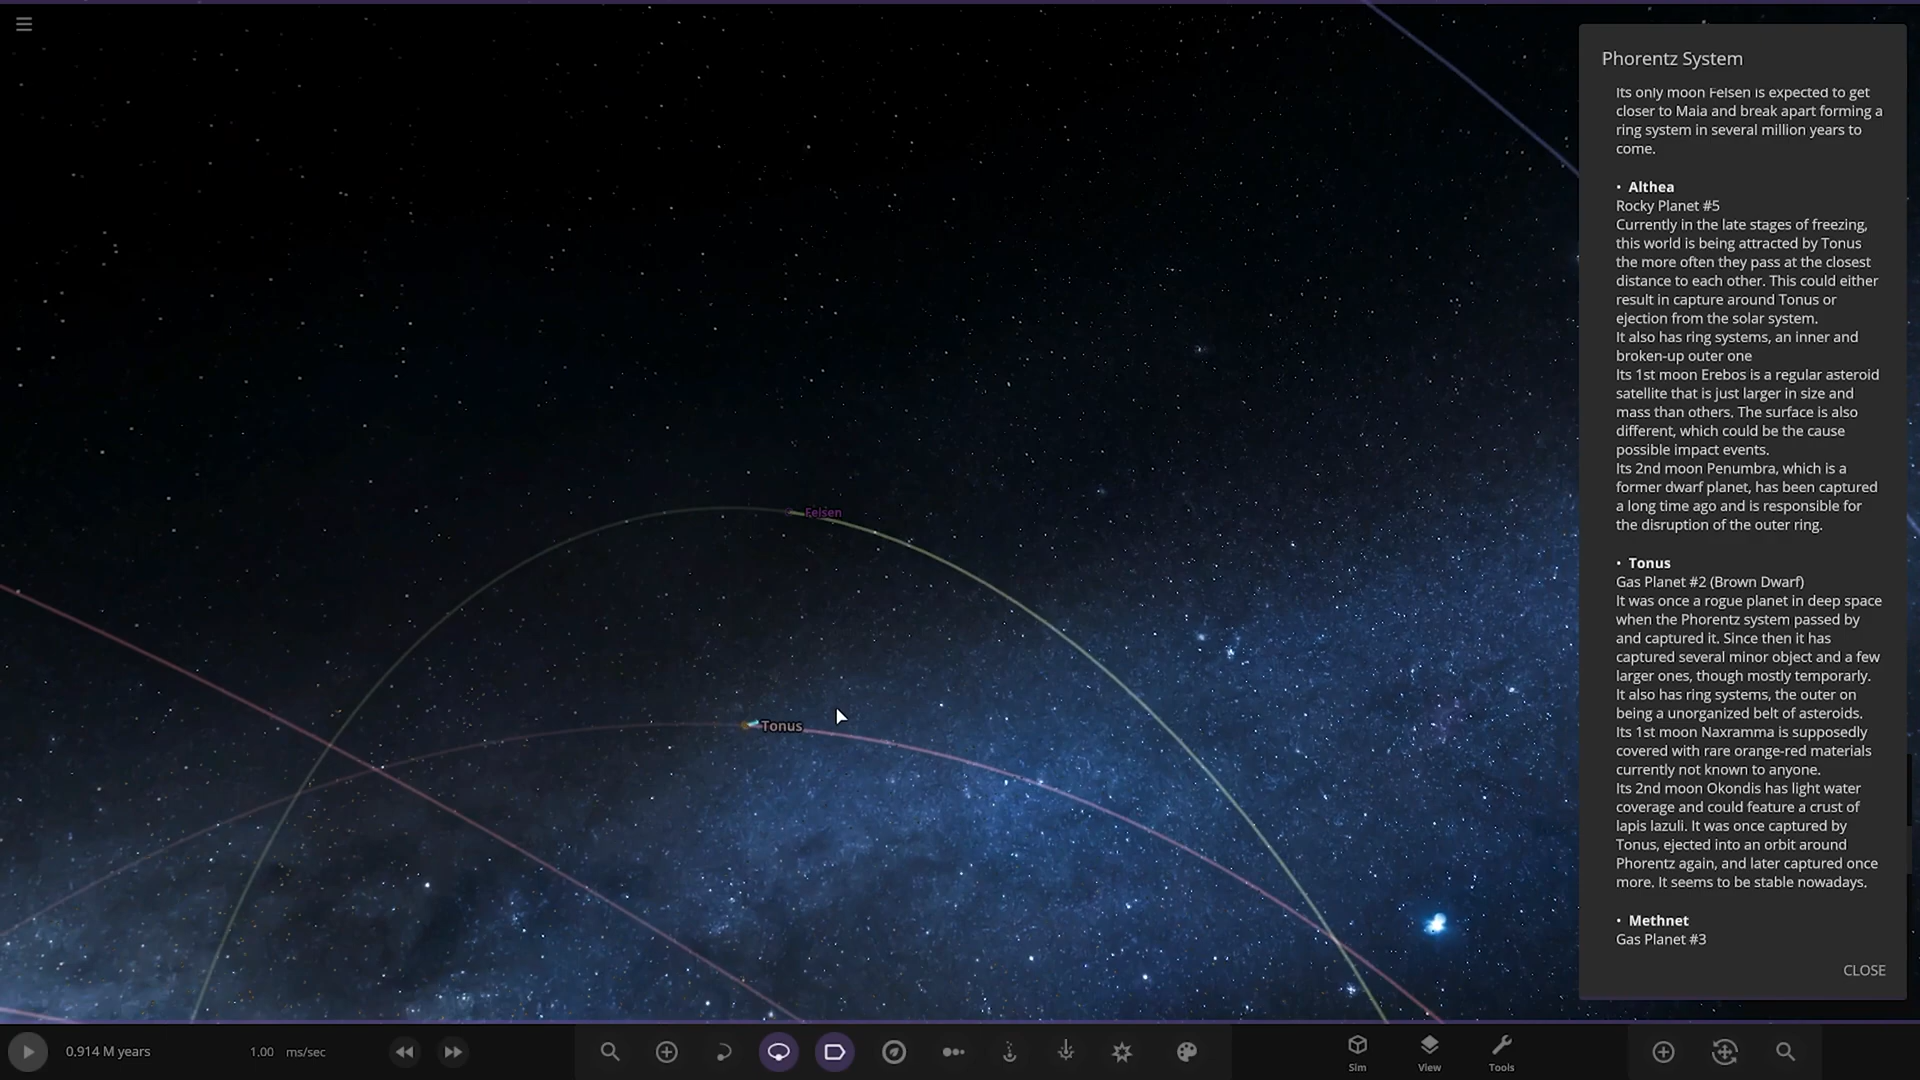 Phorentz System
Its only moon Felsen is expected to get
closer to Maia and break apart forming a
ring system in several million years to
come.
• Althea
Rocky Planet #5
Currently in the late stages of freezing,
this world is being attracted by Tonus
the more often they pass at the closest
distance to each other. This could either
result in capture around Tonus or
ejection from the solar system.
It also has ring systems, an inner and
broken-up outer one
Its 1st moon Erebos is a regular asteroid
satellite that is just larger in size and
mass than others. The surface is also
different, which could be the cause
possible impact events.
Its 2nd moon Penumbra, which is a
former dwarf planet, has been captured
a long time ago and is responsible for
the disruption of the outer ring.
• Tonus
Gas Planet #2 (Brown Dwarf)
It was once a rogue planet in deep space
when the Phorentz system passed by
and captured it. Since then it has
captured several minor object and a few
larger ones, though mostly temporarily.
It also has ring systems, the outer on
being a unorganized belt of asteroids.
Its 1st moon Naxramma is supposedly
covered with rare orange-red materials
currently not known to anyone.
Its 2nd moon Okondis has light water
coverage and could feature a crust of
lapis lazuli. It was once captured by
Tonus, ejected into an orbit around
Phorentz again, and later captured once
more. It seems to be stable nowadays.
• Methnet
Gas Planet #3
CLOSE
Felsen
Tonus
0.914 M years
1.00 ms/sec
Sim
View
Tools